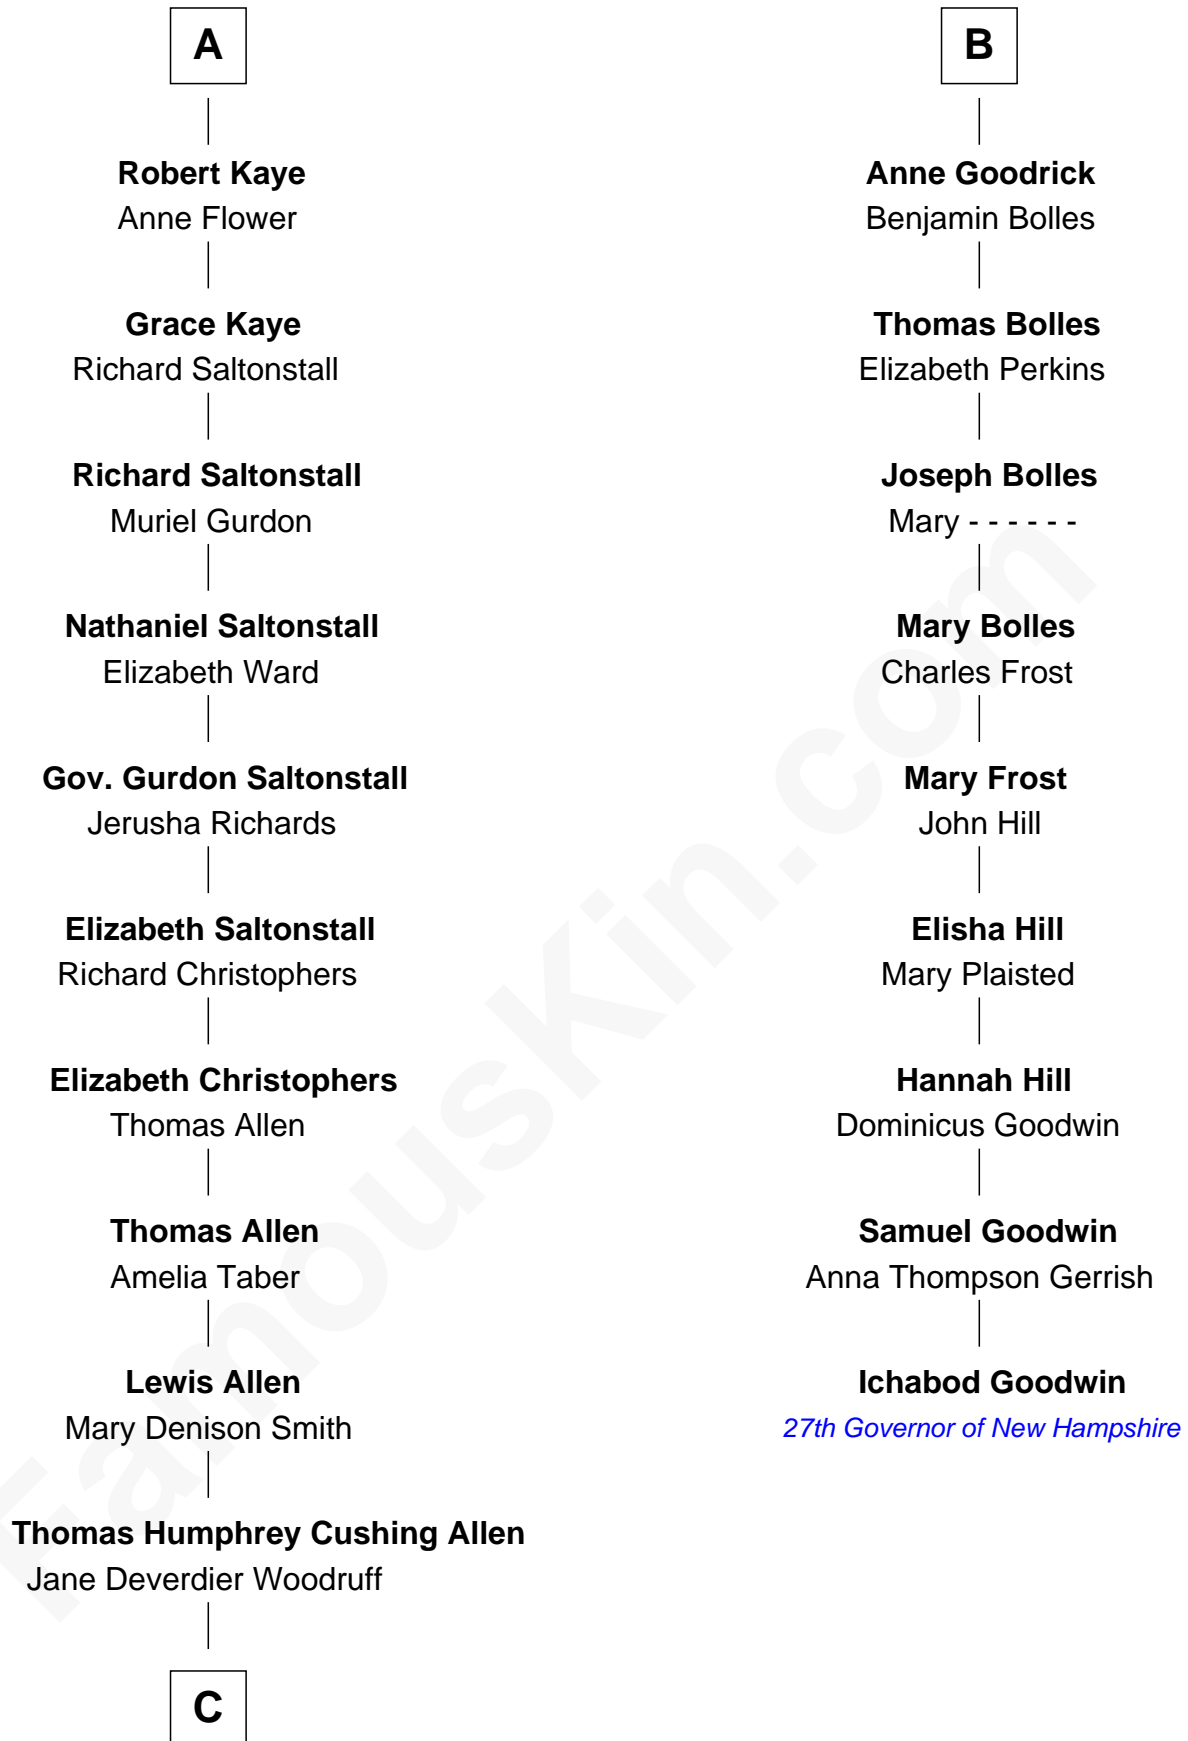 A
Robert Kaye
Anne Flower
Grace Kaye
Richard Saltonstall
Richard Saltonstall
Muriel Gurdon
Nathaniel Saltonstall
Elizabeth Ward
Gov. Gurdon Saltonstall
Jerusha Richards
Elizabeth Saltonstall
Richard Christophers
Elizabeth Christophers
Thomas Allen
Thomas Allen
Amelia Taber
Lewis Allen
Mary Denison Smith
Thomas Humphrey Cushing Allen
Jane Deverdier Woodruff
C
B
Anne Goodrick
Benjamin Bolles
Thomas Bolles
Elizabeth Perkins
Joseph Bolles
Mary - - - - - -
Mary Bolles
Charles Frost
Mary Frost
John Hill
Elisha Hill
Mary Plaisted
Hannah Hill
Dominicus Goodwin
Samuel Goodwin
Anna Thompson Gerrish
Ichabod Goodwin
27th Governor of New Hampshire
FamousKin.com